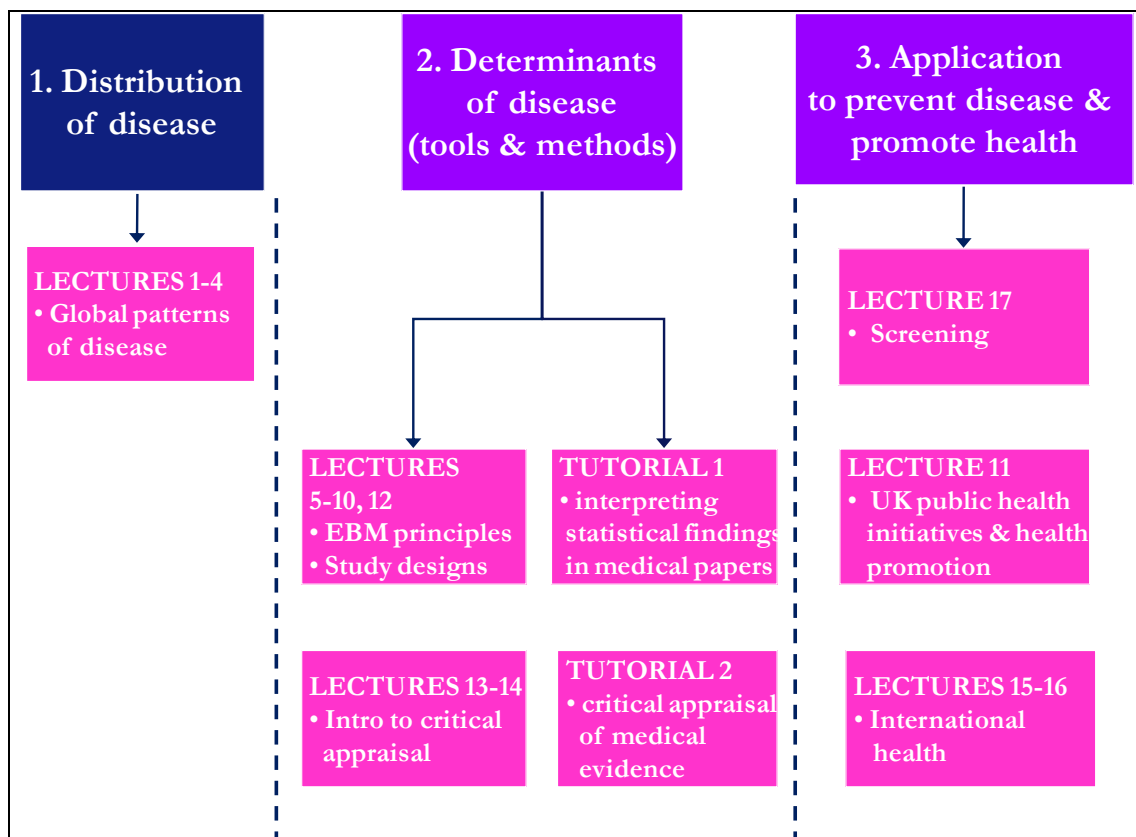 1. Distribution
of disease
2. Determinants
of disease
(tools & methods)
3. Application
to prevent disease &
promote health
LECTURES 1-4
• Global patterns
of disease
LECTURES
5-10, 12
• EBM principles
• Study designs
TUTORIAL 1
• interpreting
statistical findings
in medical papers
LECTURES 13-14
• Intro to critical
appraisal
TUTORIAL 2
• critical appraisal
of medical
evidence
LECTURE 17
• Screening
LECTURE 11
• UK public health
initiatives & health
promotion
LECTURES 15-16
• International
health